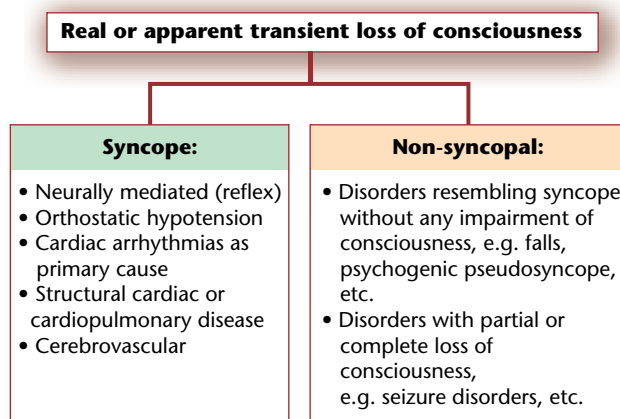 Real or apparent transient loss of consciousness
Syncope:
• Neurally mediated (reflex)
• Orthostatic hypotension
• Cardiac arrhythmias as
primary cause
• Structural cardiac or
cardiopulmonary disease
• Cerebrovascular
Non-syncopal:
• Disorders resembling syncope
without any impairment of
consciousness, e.g. falls,
psychogenic pseudosyncope,
etc.
• Disorders with partial or
complete loss of
consciousness,
e.g. seizure disorders, etc.